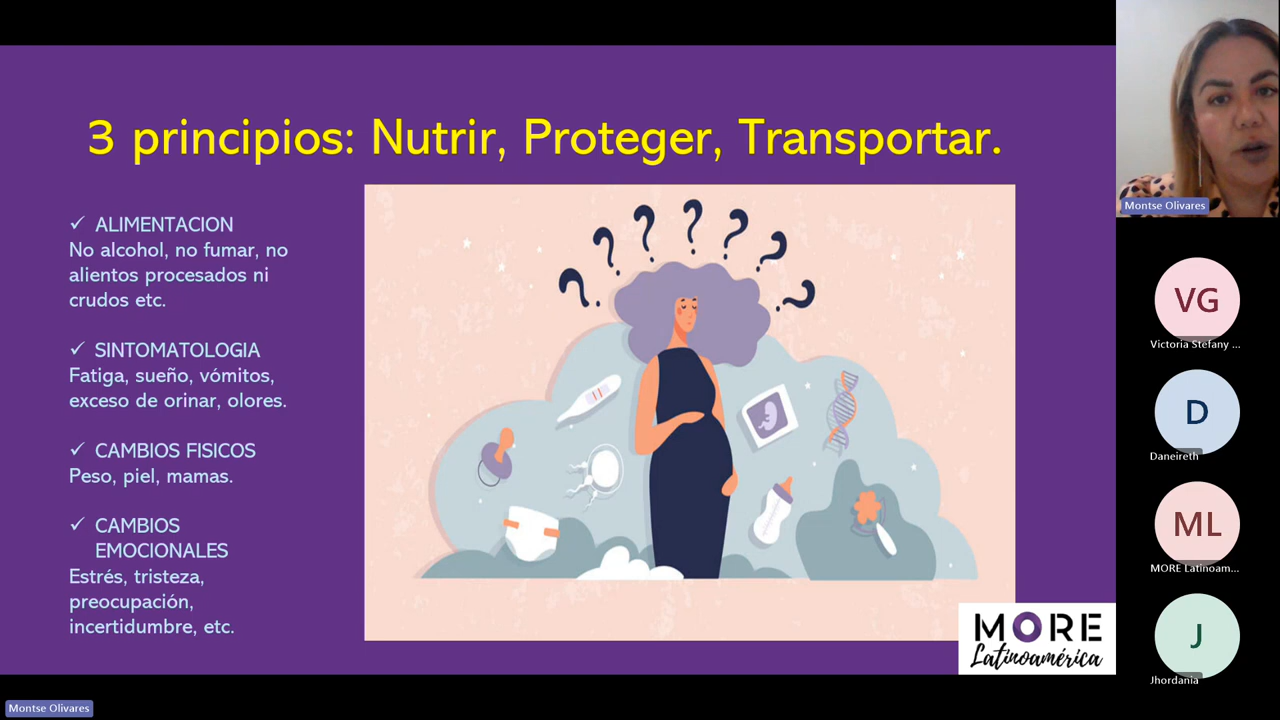 3 principios: Nutrir, Proteger, Transportar.
✓ ALIMENTACION
No alcohol, no fumar, no
alientos procesados ni
crudos etc.
✓ SINTOMATOLOGIA
Fatiga, sueño, vómitos,
exceso de orinar, olores.
✓ CAMBIOS FISICOS
Peso, piel, mamas.
✓ CAMBIOS
EMOCIONALES
Estrés, tristeza,
preocupación,
incertidumbre, etc.
? ? ? ? ? ? ?
MORE
Latinoamérica
Montse Olivares
VG
Victoria Stefany ...
D
Daneireth
ML
MORE Latinoam...
J
Jhordania
Montse Olivares